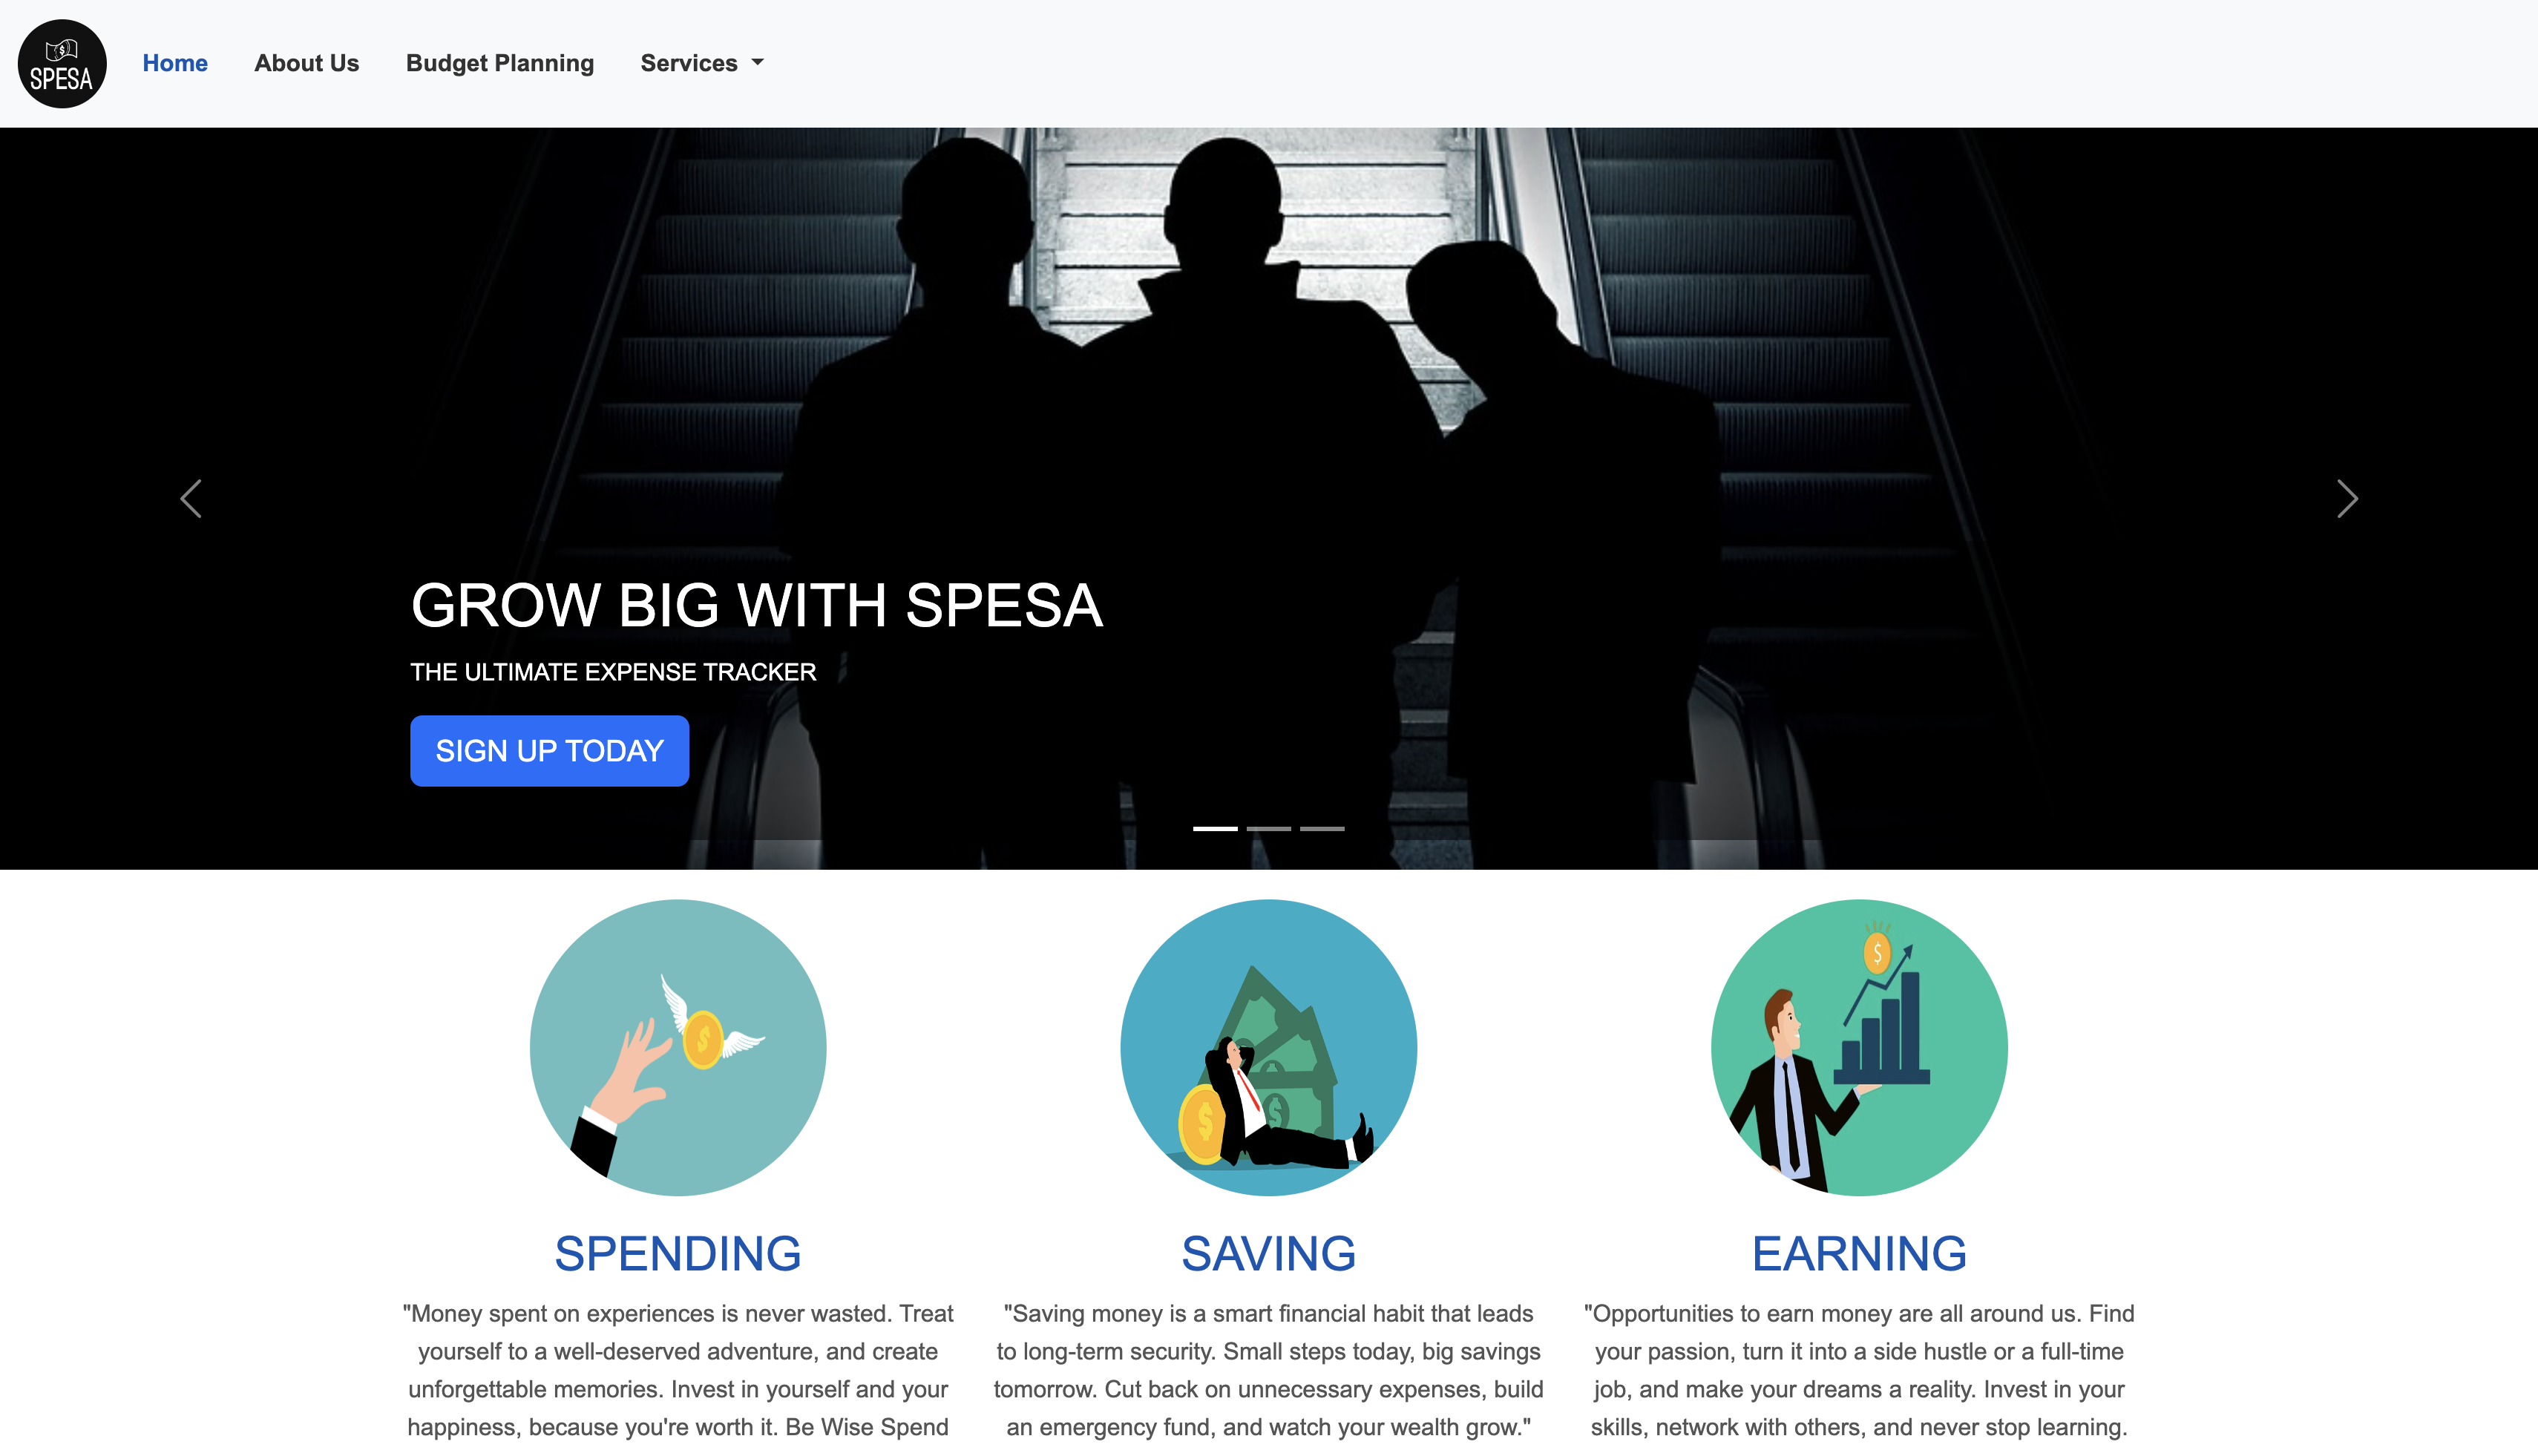 SPESA
Home
About Us
Budget Planning
Services
GROW BIG WITH SPESA
THE ULTIMATE EXPENSE TRACKER
SIGN UP TODAY
SPENDING
"Money spent on experiences is never wasted. Treat
yourself to a well-deserved adventure, and create
unforgettable memories. Invest in yourself and your
happiness, because you're worth it. Be Wise Spend
SAVING
"Saving money is a smart financial habit that leads
to long-term security. Small steps today, big savings
tomorrow. Cut back on unnecessary expenses, build
an emergency fund, and watch your wealth grow."
EARNING
"Opportunities to earn money are all around us. Find
your passion, turn it into a side hustle or a full-time
job, and make your dreams a reality. Invest in your
skills, network with others, and never stop learning.